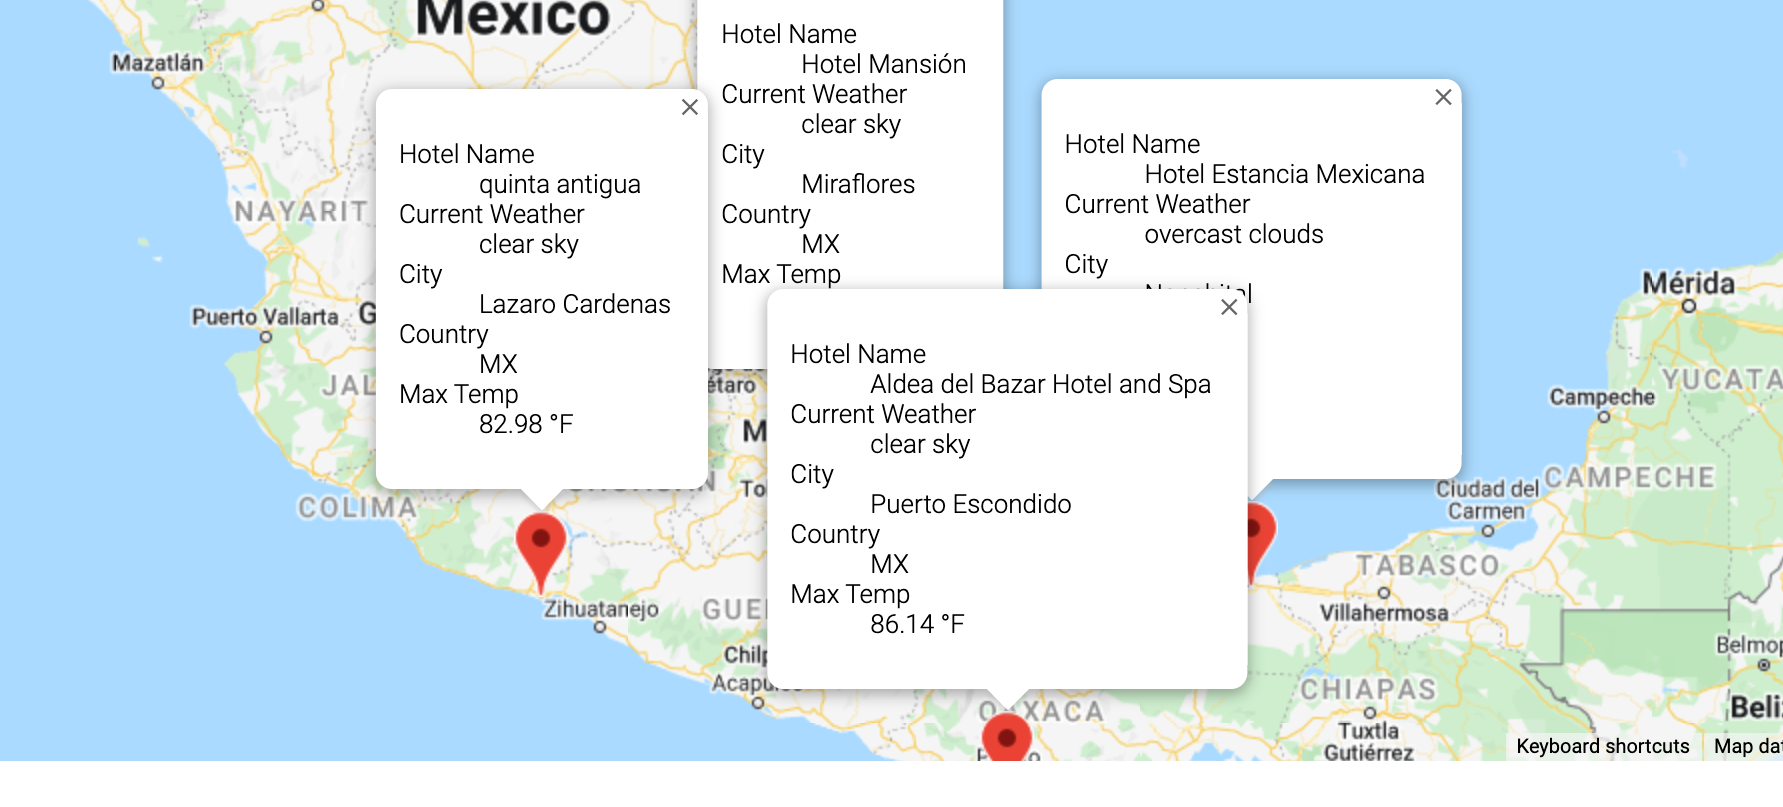 Mexico
Mazatlán
NAYARIT
Puerto Vallarta
G
JAL
COLIMA
Hotel Name
quinta antigua
Current Weather
clear sky
City
Lazaro Cardenas
Country
MX
Max Temp
82.98 °F
Zihuatanejo
Hotel Name
Hotel Mansión
Current Weather
clear sky
City
Miraflores
Country
MX
Max Temp
étaro
M
To
GUE
Chilp
Acapu
Hotel Name
Aldea del Bazar Hotel and Spa
Current Weather
clear sky
City
Puerto Escondido
Country
MX
Max Temp
86.14 °F
OAXACA
Hotel Name
Hotel Estancia Mexicana
Current Weather
overcast clouds
City
Mérida
YUCATA
Campeche
CAMPECHE
Ciudad del
Carmen
TABASCO
Villahermosa
Belmop
CHIAPAS
Beli
Tuxtla
Gutiérrez
Keyboard shortcuts
Map dat